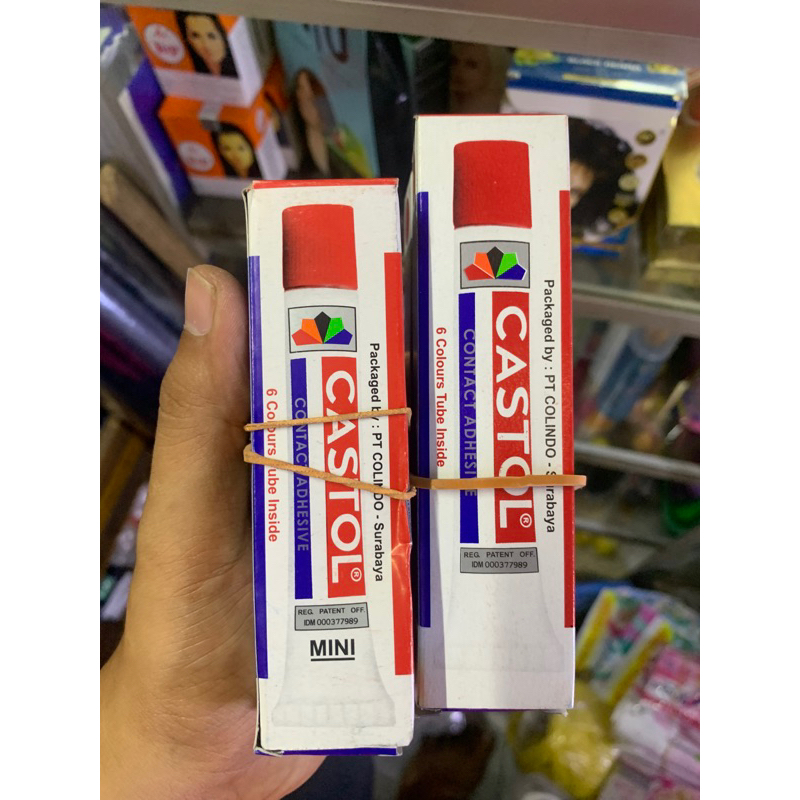 6 Colours Tube Inside
CONTACT ADHESIVE
CASTOL®
Packaged by : PT COLINDO - Surabaya
REG. PATENT OFF.
IDM 000377989
MINI
6 Colours Tube Inside
CONTACT ADHESIVE
CASTOL®
Packaged by : PT COLINDO - Surabaya
REG. PATENT OFF.
IDM 000377989